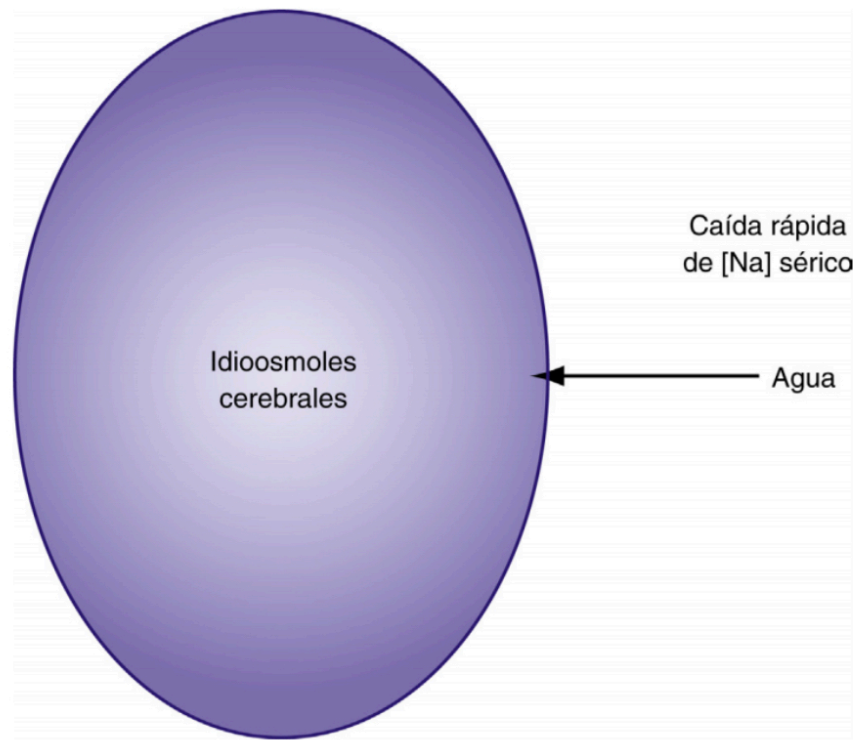 Caída rápida
de [Na] sérico
Idioosmoles
cerebrales
Agua